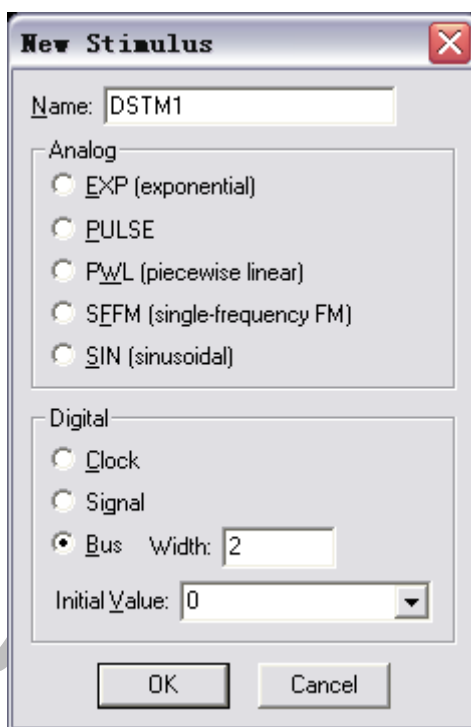 New Stimulus
Name: DSTM1
Analog
EXP (exponential)
PULSE
PWL (piecewise linear)
SFFM (single-frequency FM)
SIN (sinusoidal)
Digital
Clock
Signal
Bus Width: 2
Initial Value: 0
OK Cancel